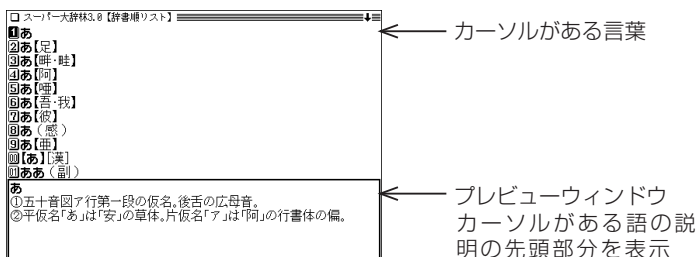 スーパー大辞林3.0【辞書順リスト】
1あ
カーソルがある言葉
2あ【足】
3あ【畔・畦】
4あ【阿】
5あ【唖】
6あ【吾・我】
7あ【彼】
8あ（感）
9あ【亜】
00【あ】[漢]
01ああ（副）
あ
①五十音図ア行第一段の仮名。後舌の広母音。
②平仮名「あ」は「安」の草体。片仮名「ア」は「阿」の行書体の偏。
プレビューウィンドウ
カーソルがある語の説
明の先頭部分を表示